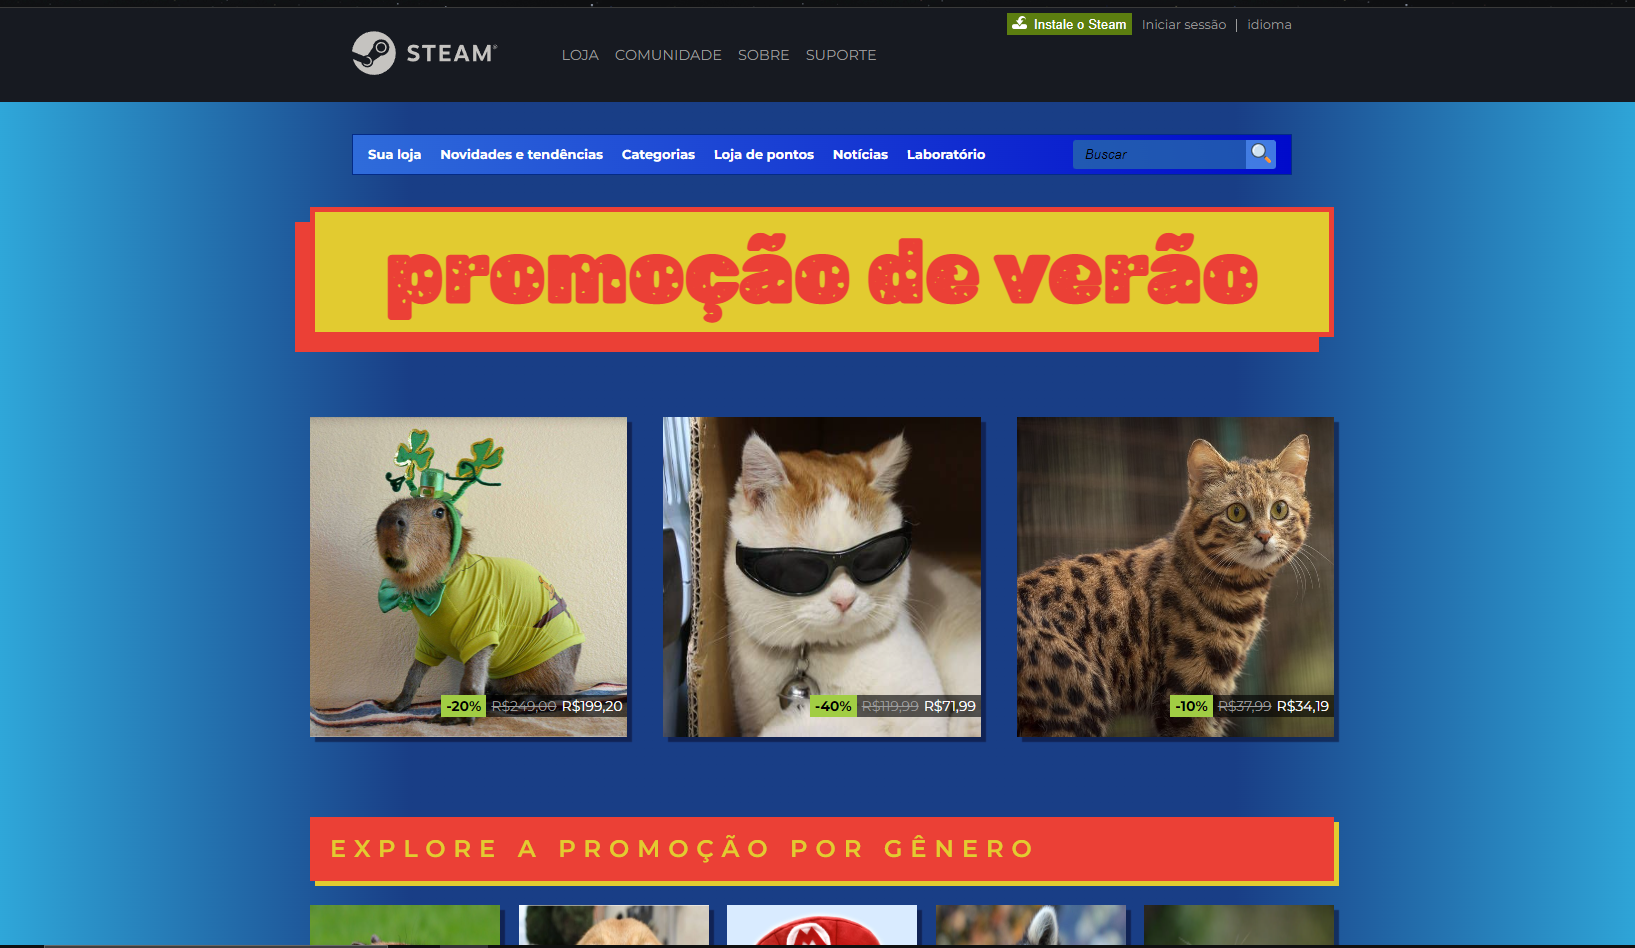 Instale o Steam Iniciar sessão | idioma
STEAM®
LOJA COMUNIDADE SOBRE SUPORTE
Sua loja Novidades e tendências Categorias Loja de pontos Notícias Laboratório Buscar
promoção de verão
-20% R$249,00 R$199,20
-40% R$119,99 R$71,99
-10% R$37,99 R$34,19
EXPLORE A PROMOÇÃO POR GÊNERO
M